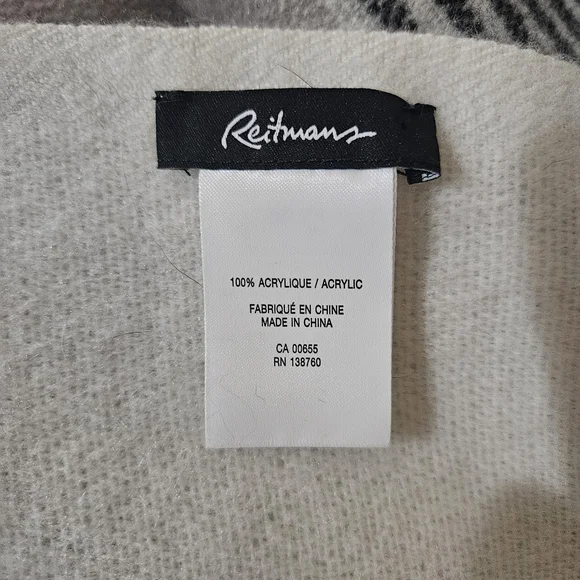 Reitmans
100% ACRYLIQUE / ACRYLIC
FABRIQUÉ EN CHINE
MADE IN CHINA
CA 00655
RN 138760